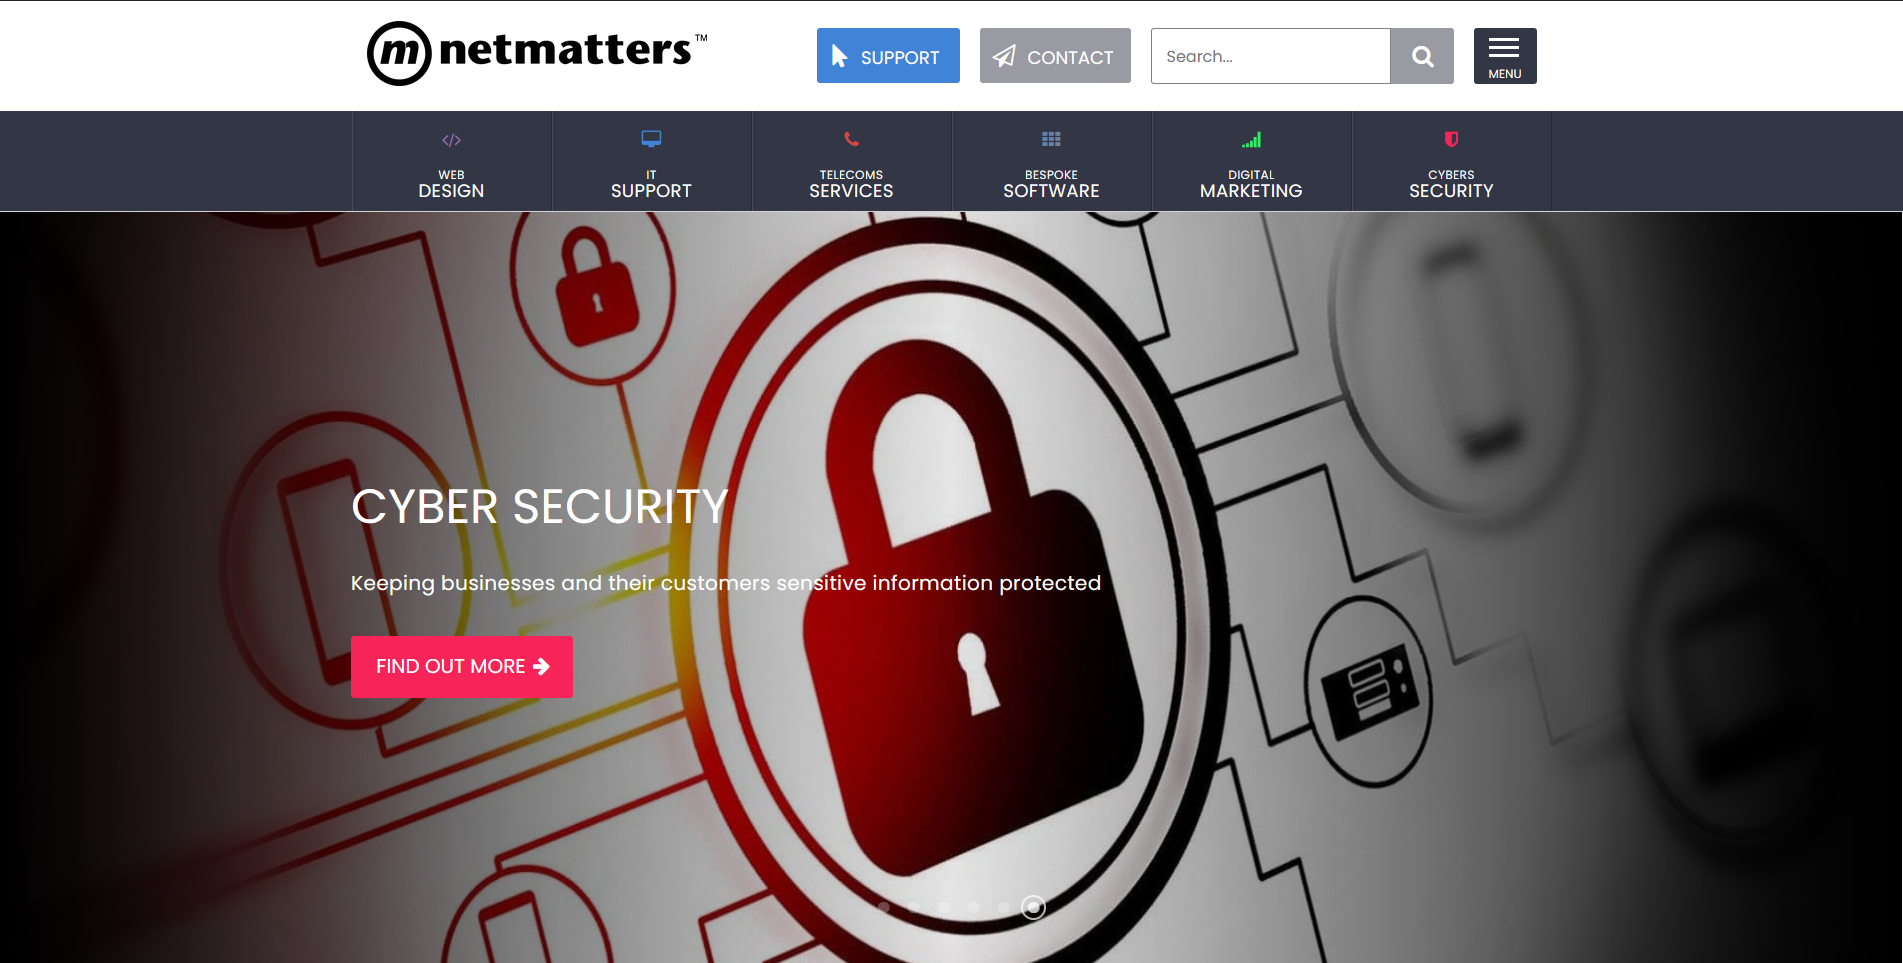 m netmatters™
SUPPORT
CONTACT
Search...
MENU
WEB
DESIGN
IT
SUPPORT
TELECOMS
SERVICES
BESPOKE
SOFTWARE
DIGITAL
MARKETING
CYBERS
SECURITY
CYBER SECURITY
Keeping businesses and their customers sensitive information protected
FIND OUT MORE